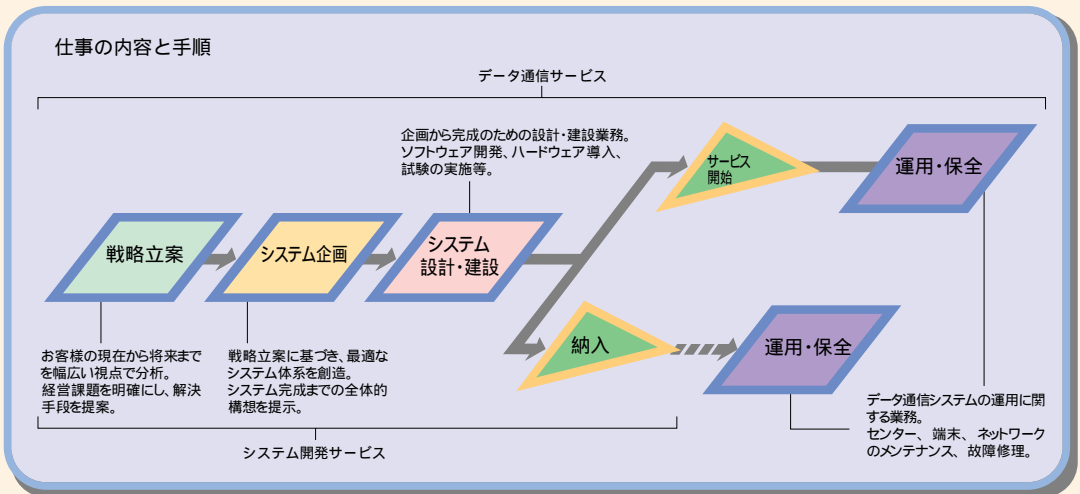 仕事の内容と手順
データ通信サービス
企画から完成のための設計・建設業務。
ソフトウェア開発、ハードウェア導入、
試験の実施等。
サービス
開始
運用・保全
戦略立案
システム企画
システム
設計・建設
納入
運用・保全
お客様の現在から将来まで
を幅広い視点で分析。
経営課題を明確にし、解決
手段を提案。
戦略立案に基づき、最適な
システム体系を創造。
システム完成までの全体的
構想を提示。
データ通信システムの運用に関
する業務。
センター、端末、ネットワーク
のメンテナンス、故障修理。
システム開発サービス